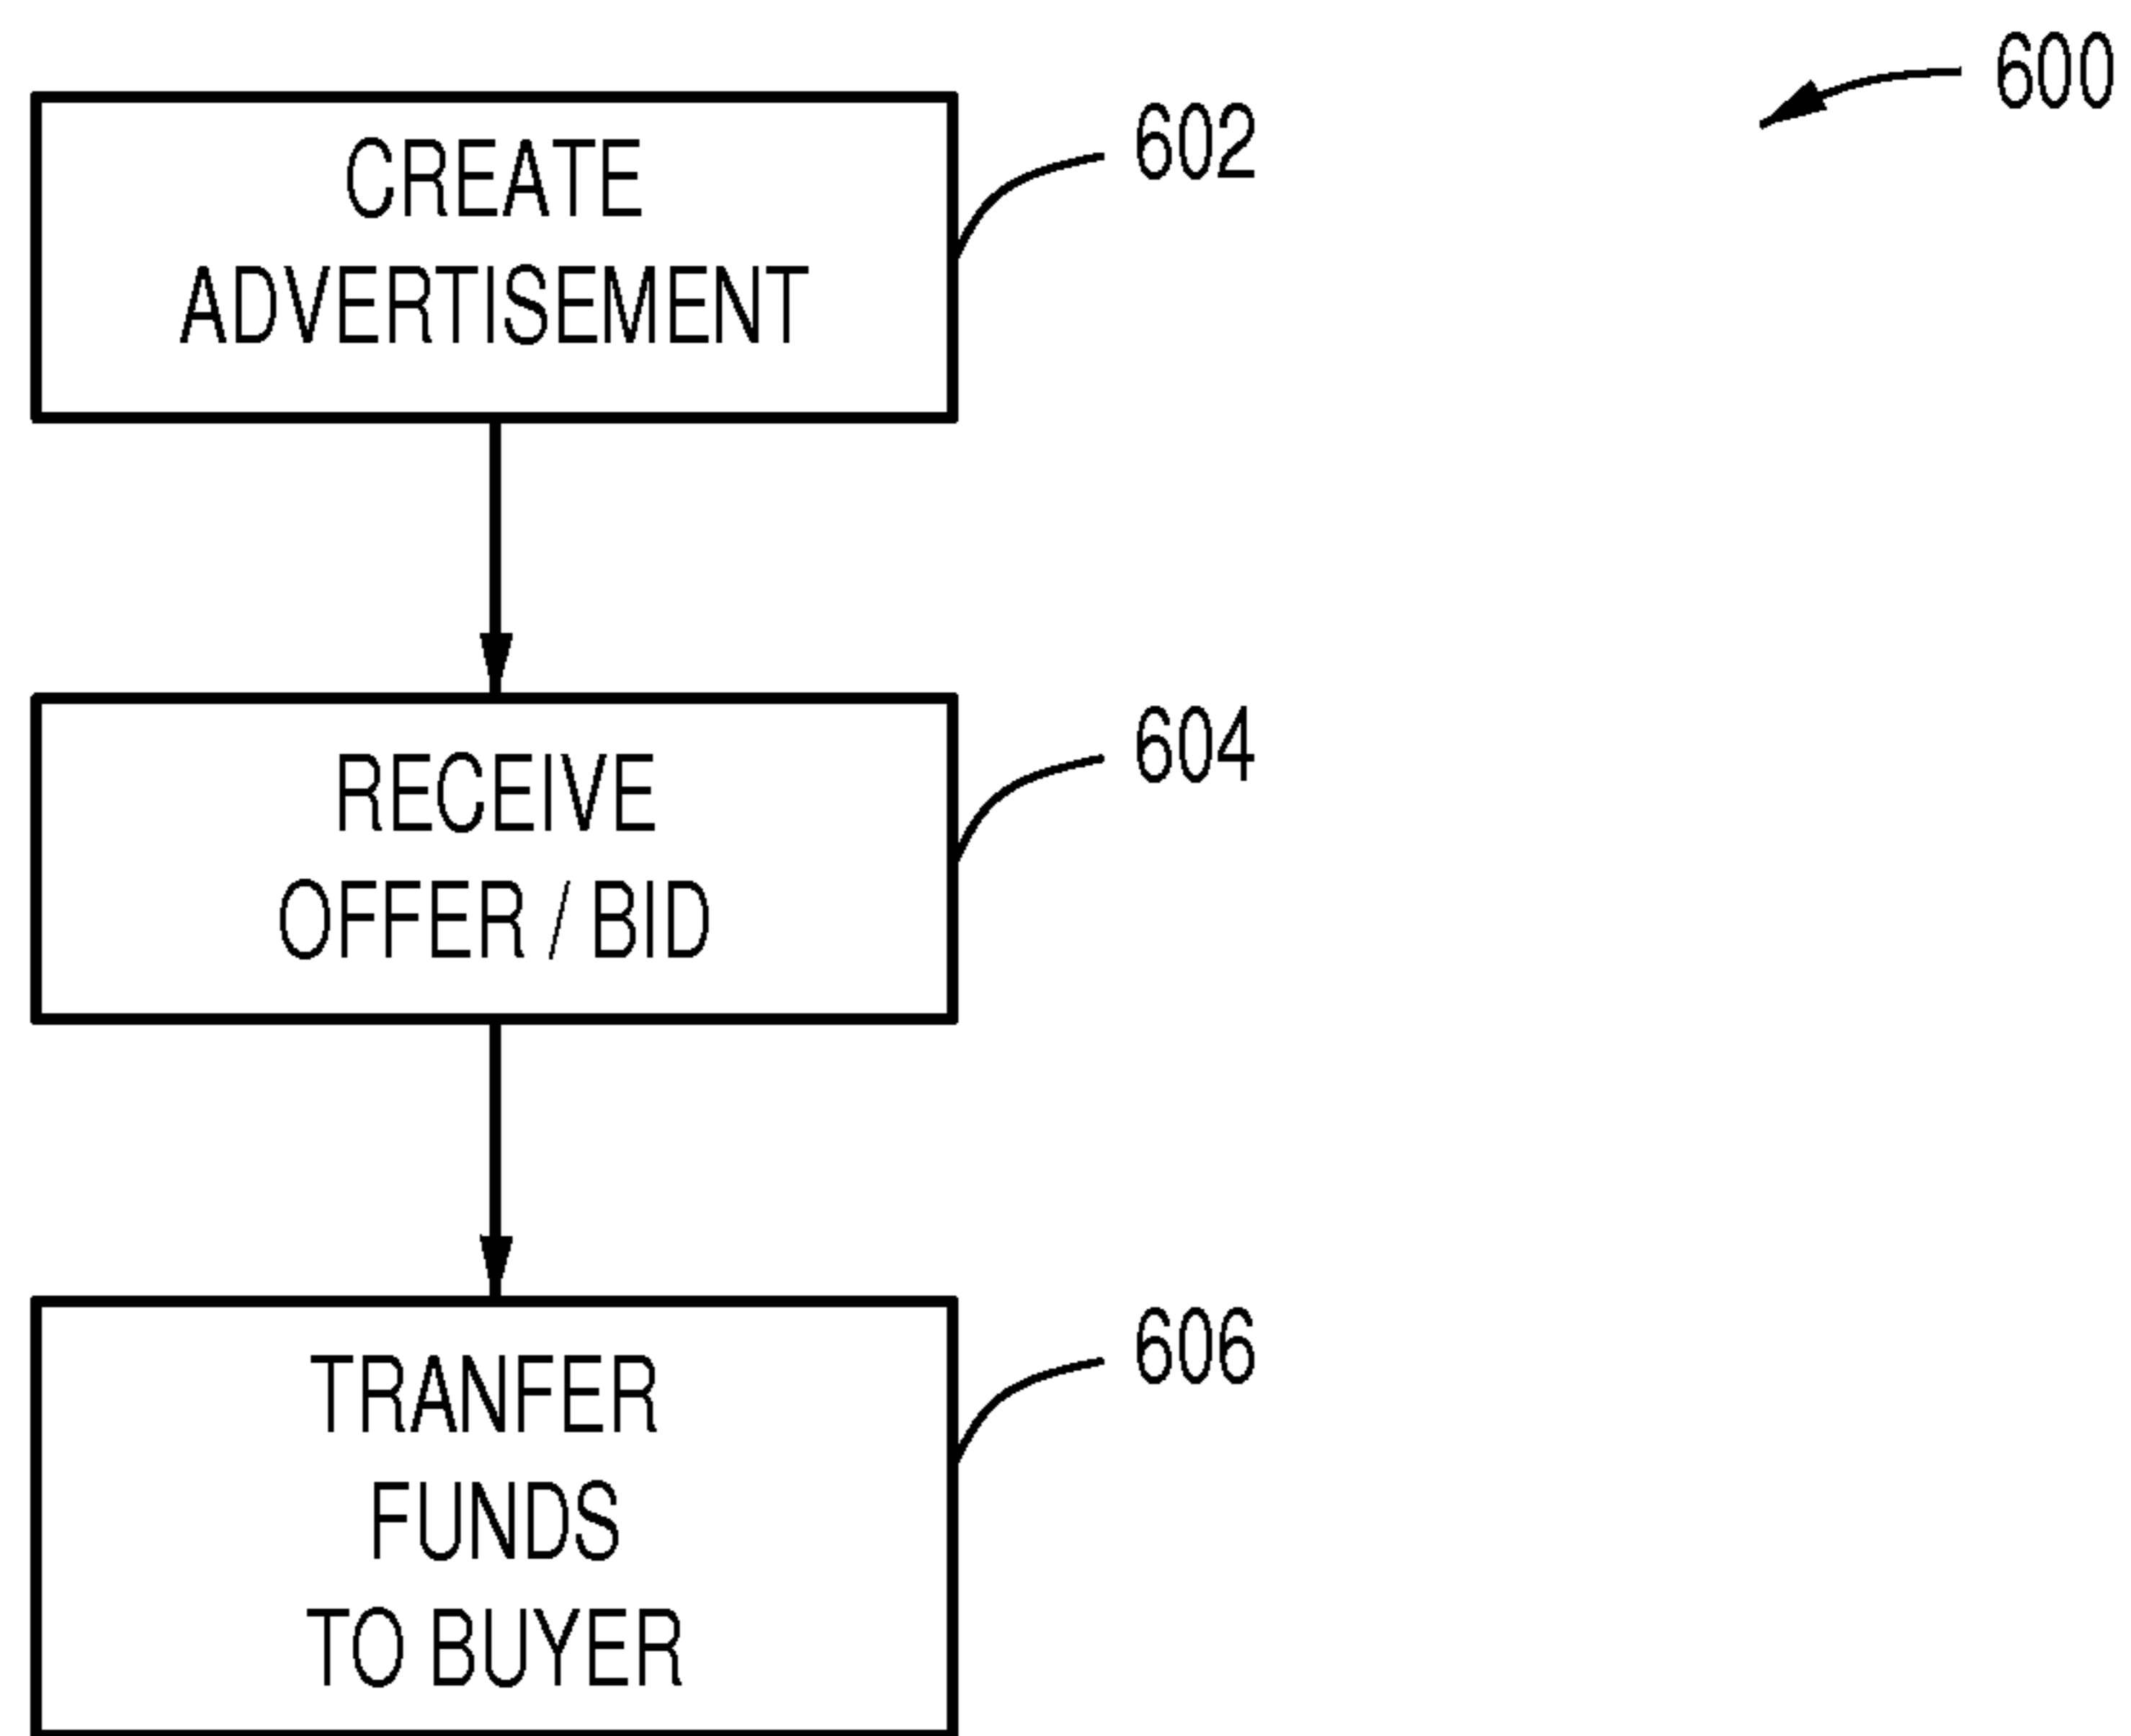 600
CREATE
ADVERTISEMENT
602
RECEIVE
OFFER / BID
604
TRANFER
FUNDS
TO BUYER
606